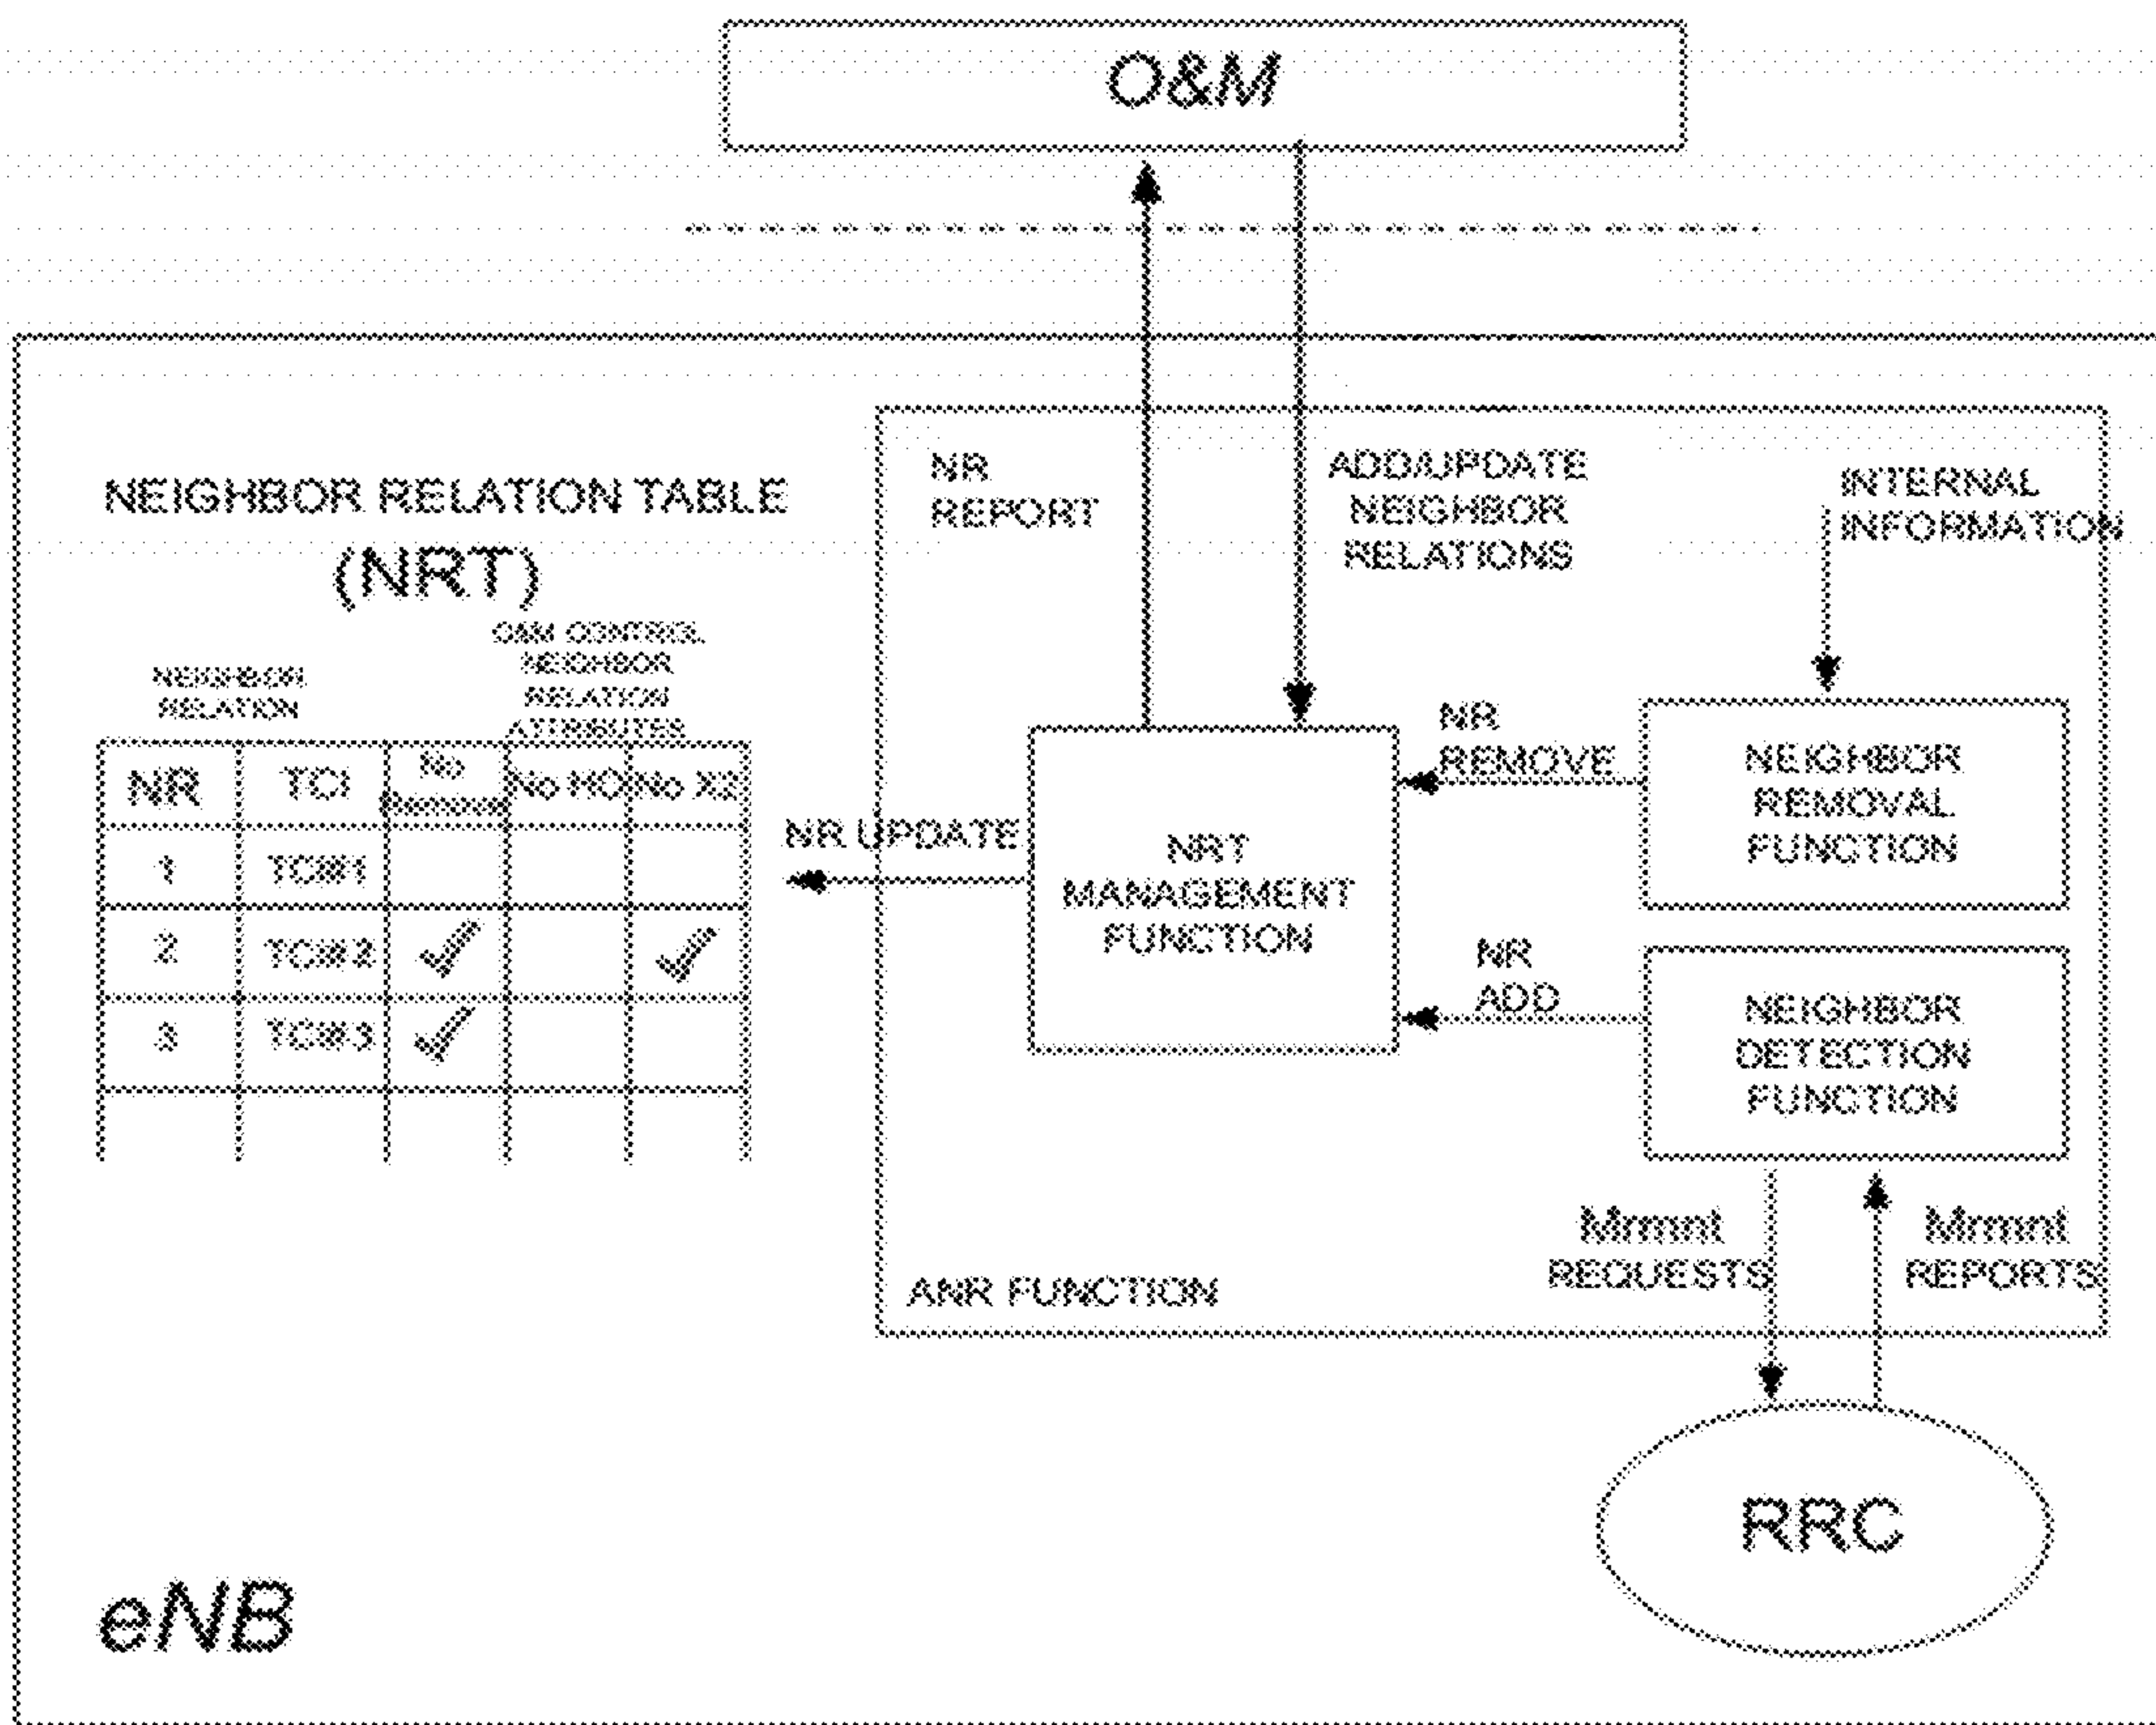 O&M
NR
REPORT
ADD/UPDATE
NEIGHBOR
RELATIONS
INTERNAL
INFORMATION
NEIGHBOR RELATION TABLE
(NRT)
NEIGHBOR
RELATION
O&M CONTROL
NEIGHBOR
RELATION
ATTRIBUTES
NR TCI No Remove No HO No X2
1 TCI#1
2 TCI#2 ✓ ✓
3 TCI#3 ✓
NR UPDATE
NRT
MANAGEMENT
FUNCTION
NR
REMOVE
NEIGHBOR
REMOVAL
FUNCTION
NR
ADD
NEIGHBOR
DETECTION
FUNCTION
Mrmnt
REQUESTS
Mrmnt
REPORTS
ANR FUNCTION
RRC
eNB